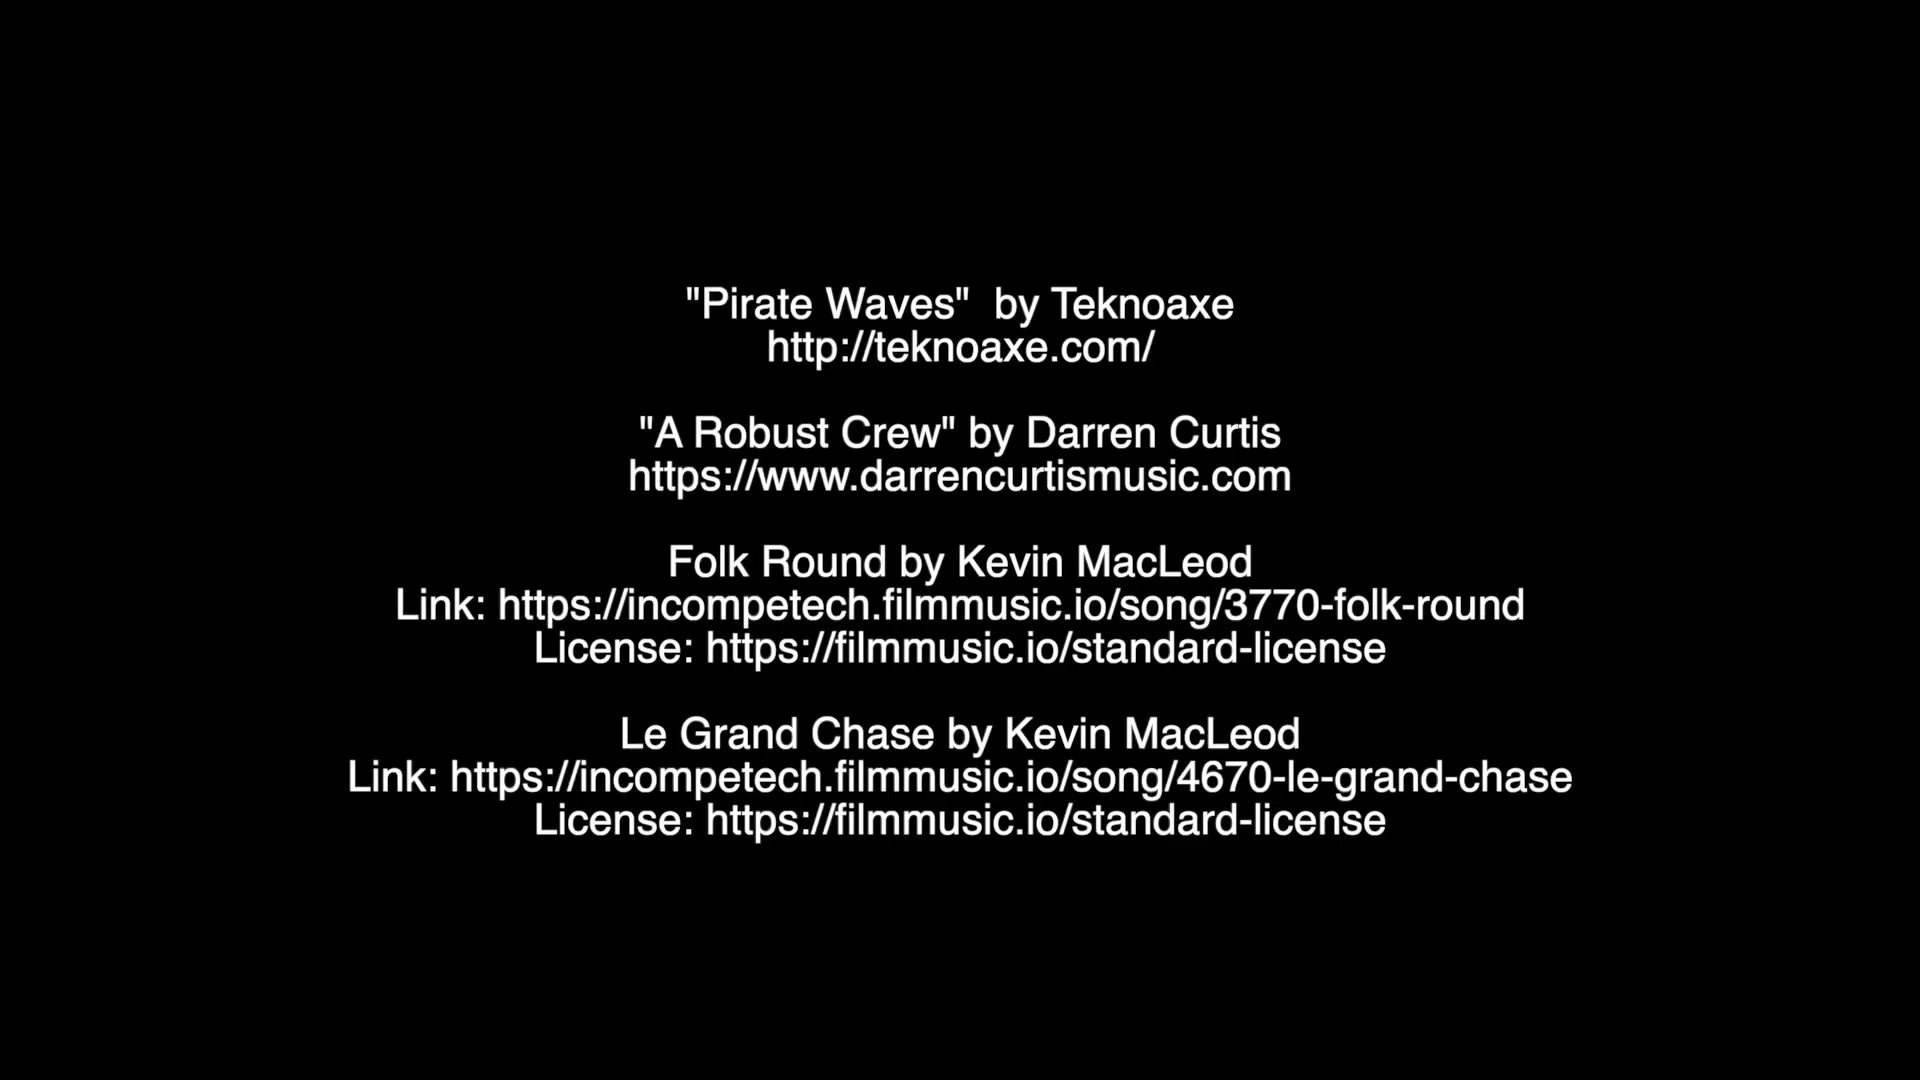 "Pirate Waves"  by Teknoaxe
http://teknoaxe.com/
"A Robust Crew" by Darren Curtis
https://www.darrencurtismusic.com
Folk Round by Kevin MacLeod
Link: https://incompetech.filmmusic.io/song/3770-folk-round
License: https://filmmusic.io/standard-license
Le Grand Chase by Kevin MacLeod
Link: https://incompetech.filmmusic.io/song/4670-le-grand-chase
License: https://filmmusic.io/standard-license